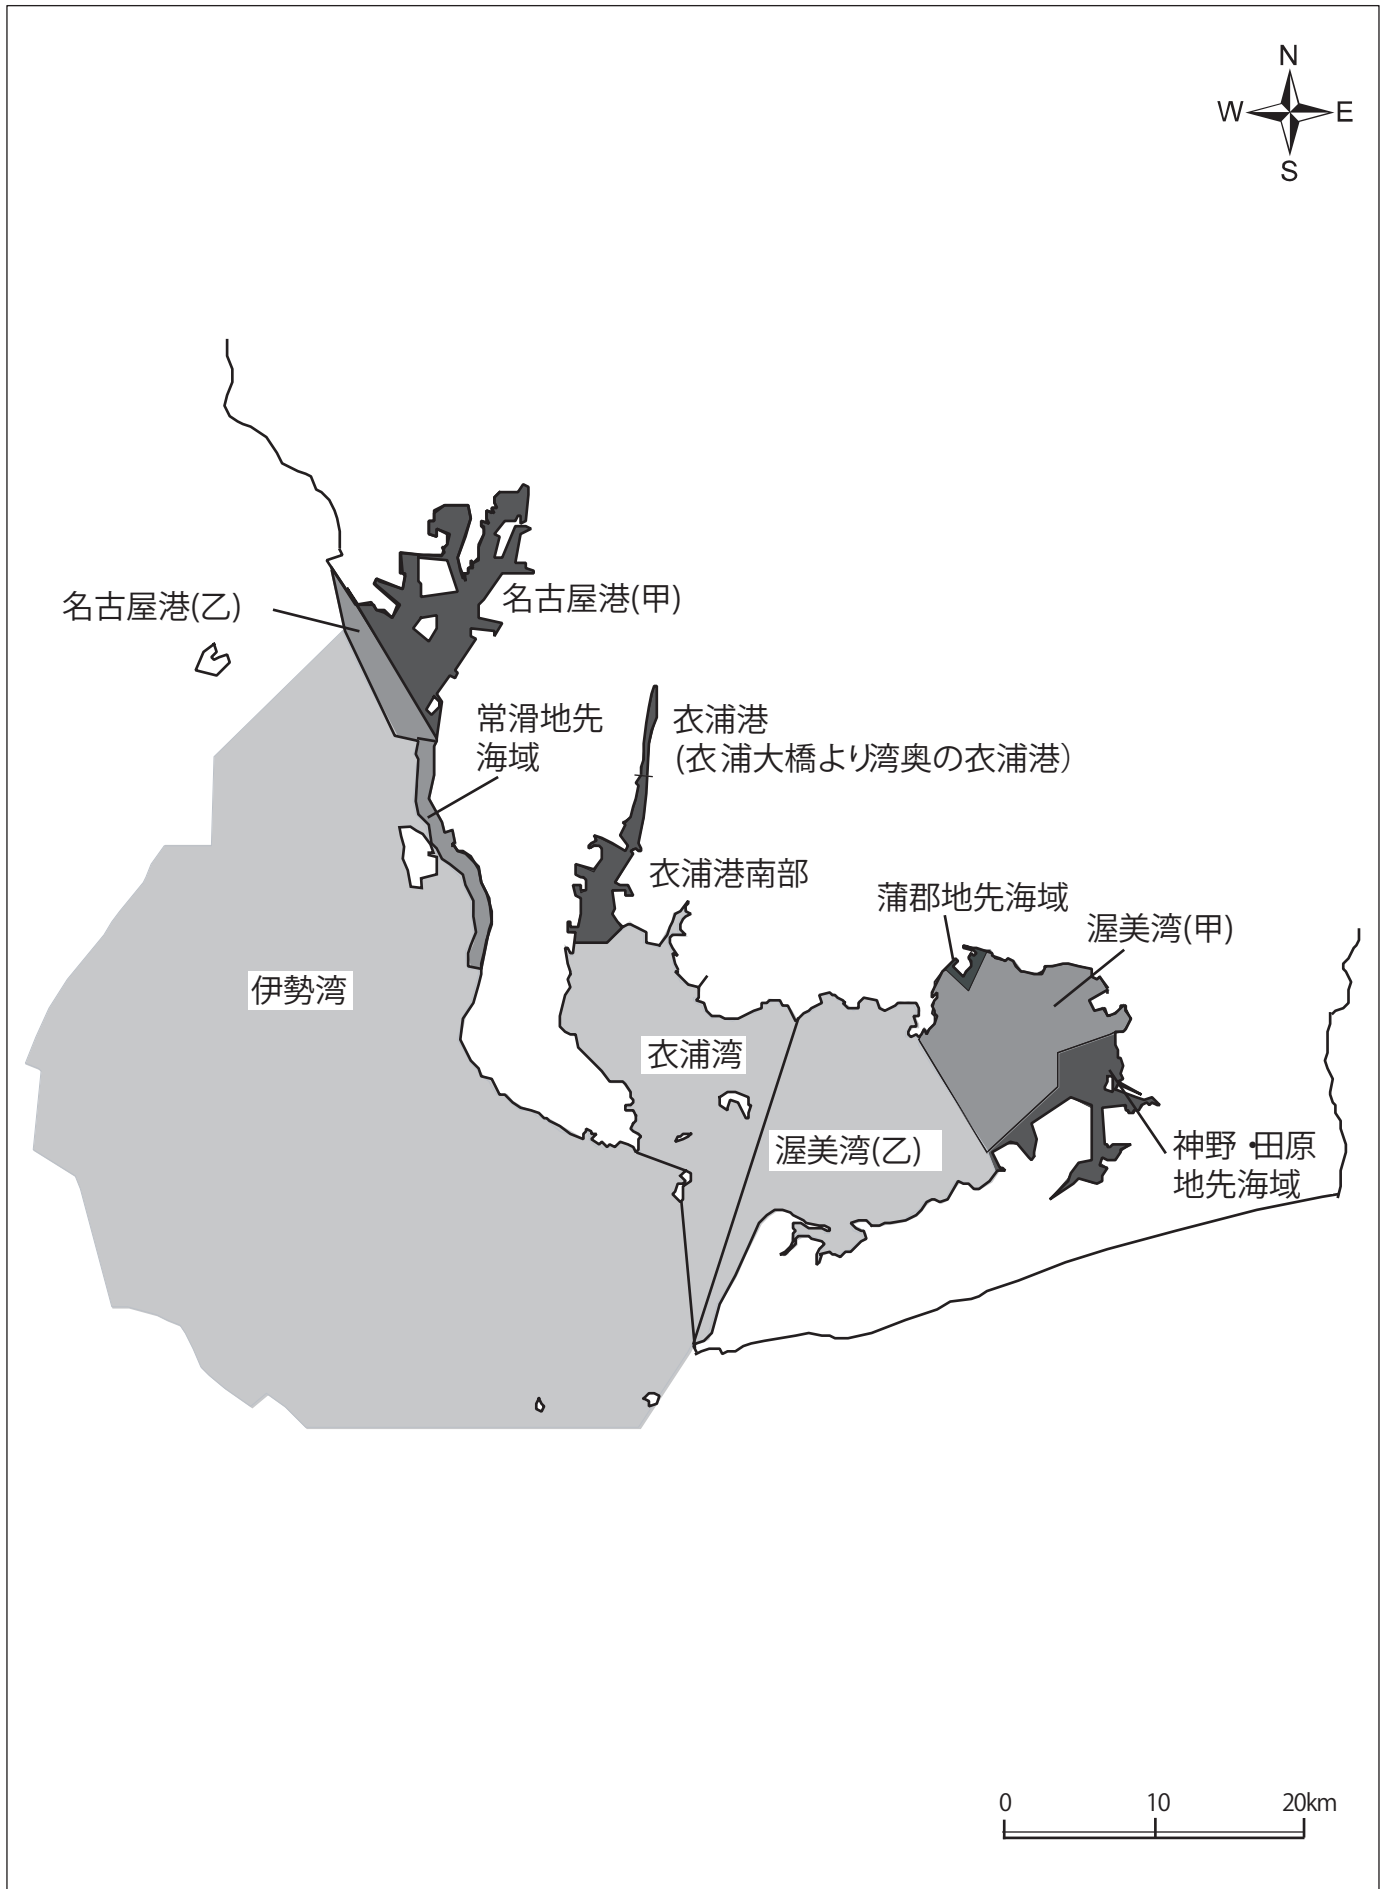 N
W E
S
名古屋港(乙)
名古屋港(甲)
常滑地先
海域
衣浦港
(衣浦大橋より湾奥の衣浦港)
衣浦港南部
蒲郡地先海域
渥美湾(甲)
伊勢湾
衣浦湾
渥美湾(乙)
神野・田原
地先海域
0 10 20km